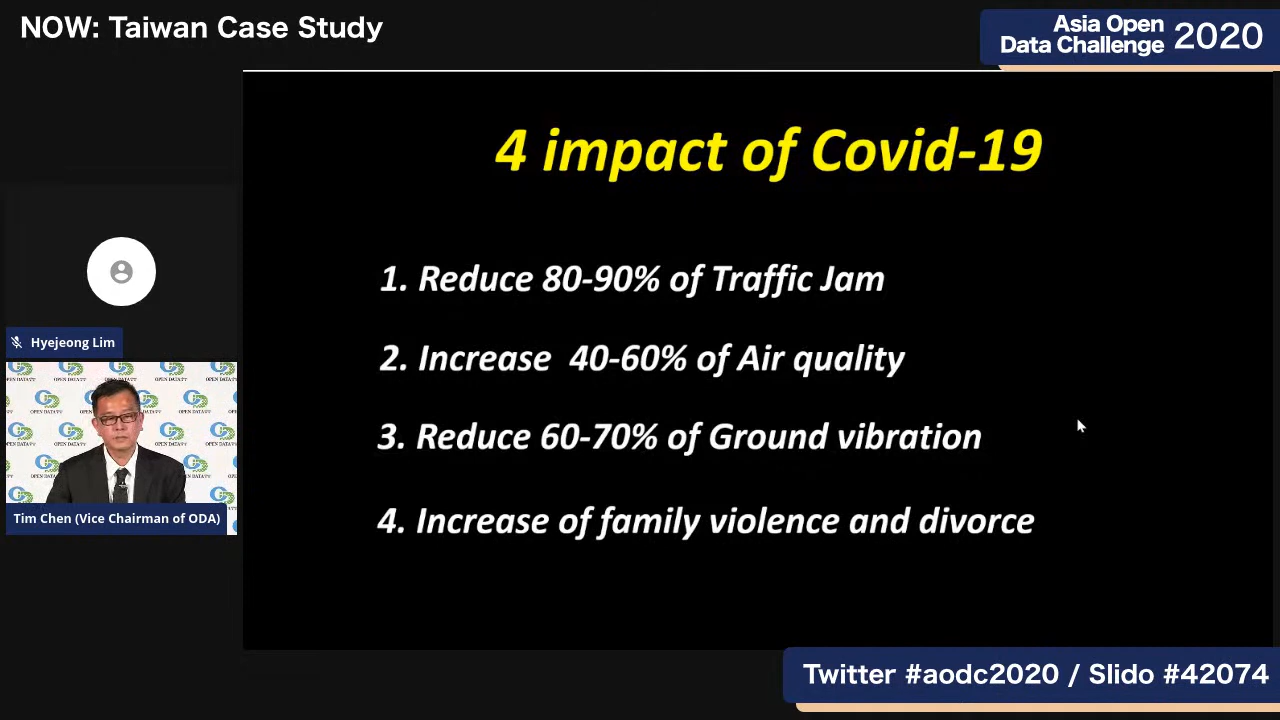 NOW: Taiwan Case Study
Asia Open
Data Challenge 2020
4 impact of Covid-19
1. Reduce 80-90% of Traffic Jam
2. Increase 40-60% of Air quality
3. Reduce 60-70% of Ground vibration
4. Increase of family violence and divorce
Hyejeong Lim
OPEN DATA
Tim Chen (Vice Chairman of ODA)
Twitter #aodc2020 / Slido #42074